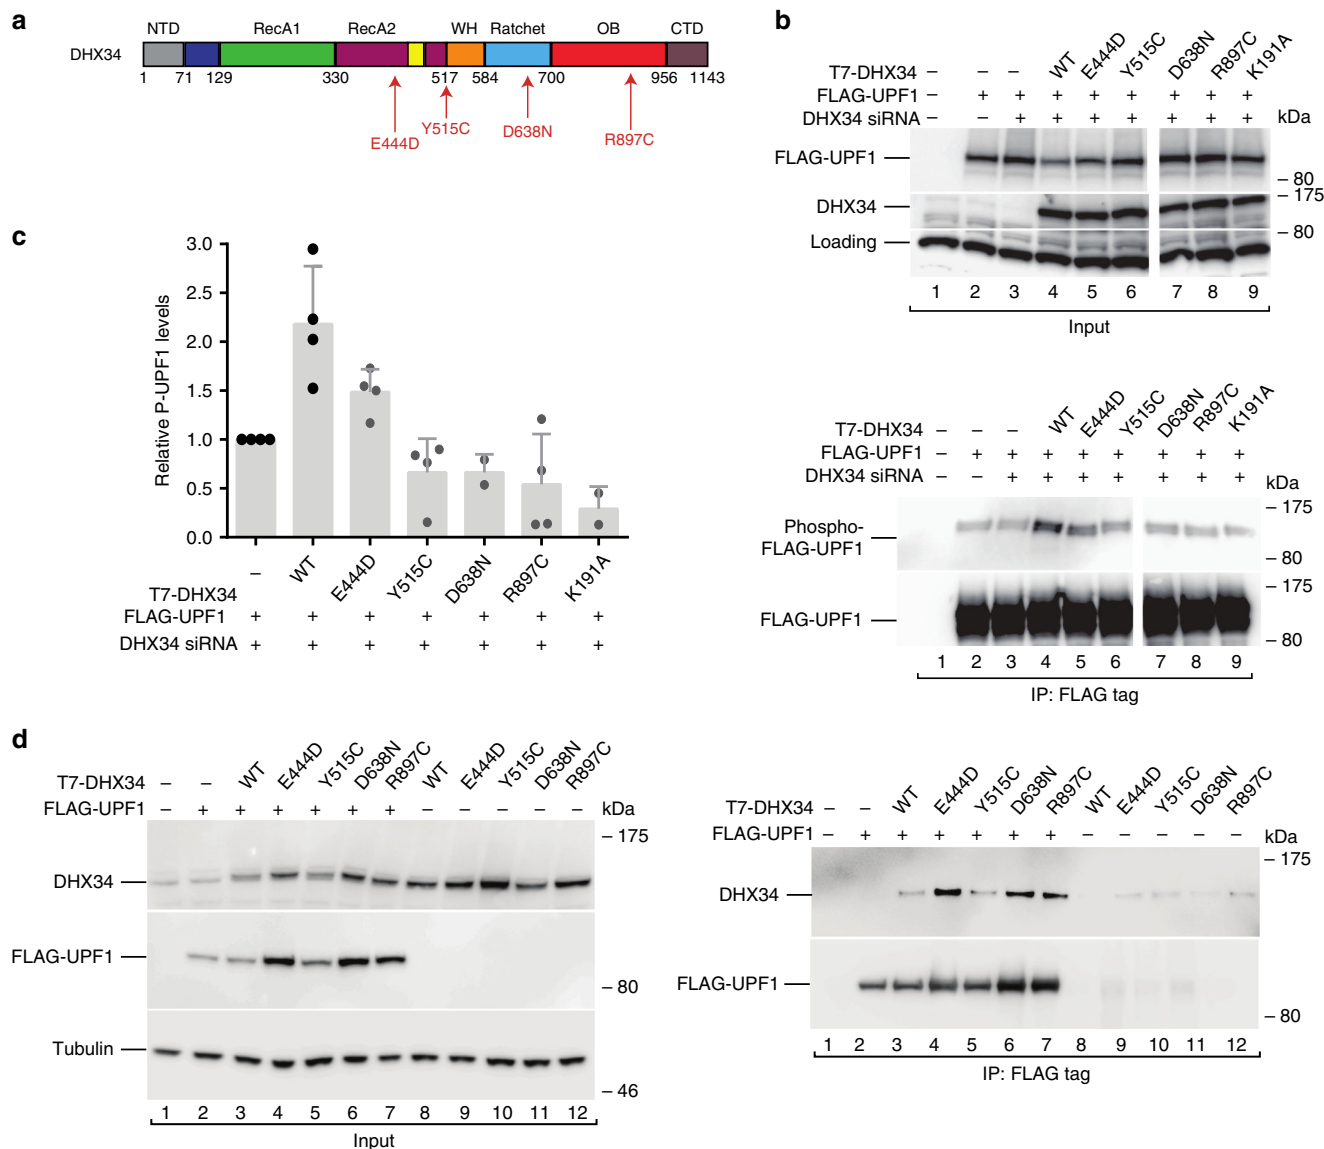 a
NTD RecA1 RecA2 WH Ratchet OB CTD
DHX34
1 71 129 330 517 584 700 956 1143
E444D Y515C D638N R897C
b
T7-DHX34 – – – WT E444D Y515C D638N R897C K191A
FLAG-UPF1 – + + + + + + + +
DHX34 siRNA – – + + + + + + +
kDa
FLAG-UPF1
– 80
– 175
DHX34
– 80
Loading
1 2 3 4 5 6 7 8 9
Input
T7-DHX34 – – – WT E444D Y515C D638N R897C K191A
FLAG-UPF1 – + + + + + + + +
DHX34 siRNA – – + + + + + + +
kDa
– 175
Phospho-
FLAG-UPF1
– 80
– 175
FLAG-UPF1
– 80
1 2 3 4 5 6 7 8 9
IP: FLAG tag
c
Relative P-UPF1 levels
3.0
2.5
2.0
1.5
1.0
0.5
0.0
T7-DHX34 – WT E444D Y515C D638N R897C K191A
FLAG-UPF1 + + + + + + +
DHX34 siRNA + + + + + + +
d
T7-DHX34 – – WT E444D Y515C D638N R897C WT E444D Y515C D638N R897C
FLAG-UPF1 – + + + + + + – – – – –
kDa
– 175
DHX34
FLAG-UPF1
– 80
Tubulin
– 46
1 2 3 4 5 6 7 8 9 10 11 12
Input
T7-DHX34 – – WT E444D Y515C D638N R897C WT E444D Y515C D638N R897C
FLAG-UPF1 – + + + + + + – – – – –
kDa
– 175
DHX34
FLAG-UPF1
– 80
1 2 3 4 5 6 7 8 9 10 11 12
IP: FLAG tag